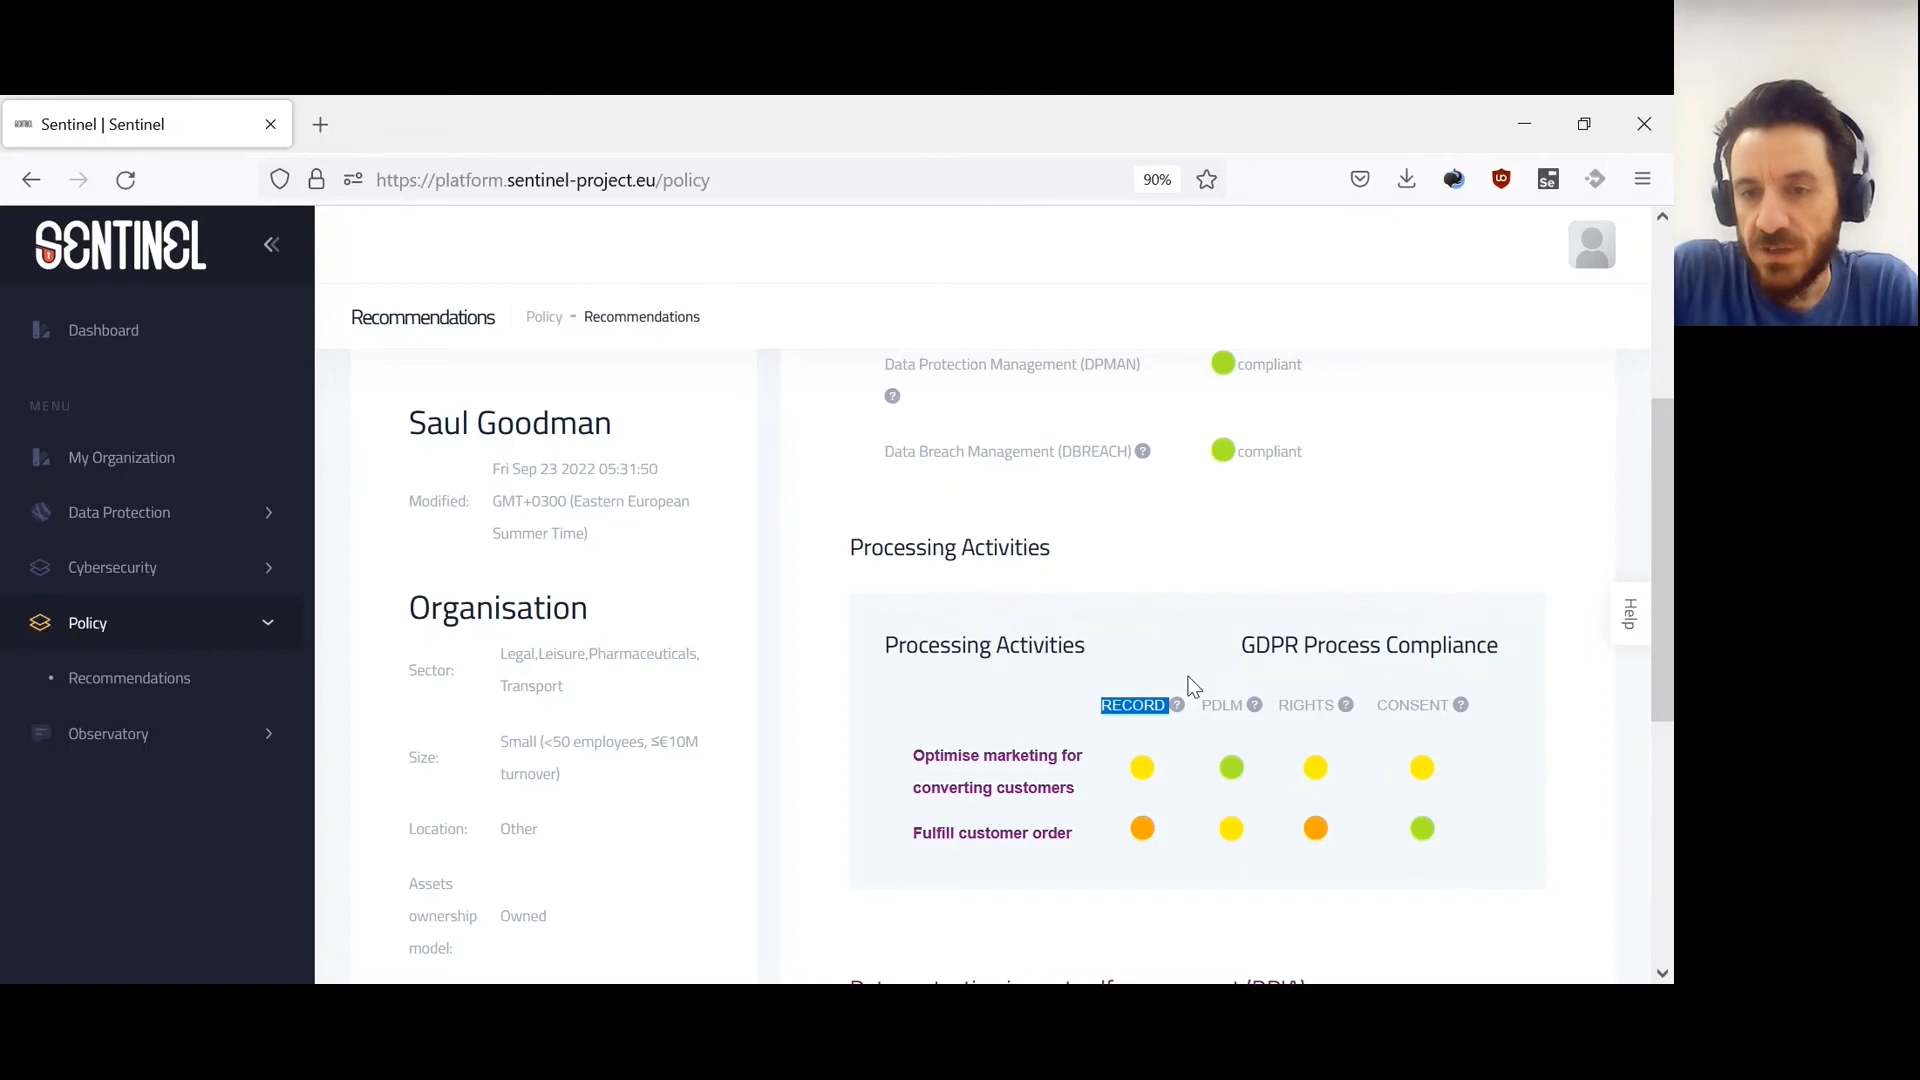 Sentinel | Sentinel
https://platform.sentinel-project.eu/policy
90%
SENTINEL
Recommendations
Policy - Recommendations
Dashboard
MENU
My Organization
Data Protection
Cybersecurity
Policy
Recommendations
Observatory
Saul Goodman
Modified:
Fri Sep 23 2022 05:31:50
GMT+0300 (Eastern European
Summer Time)
Organisation
Sector:
Legal,Leisure,Pharmaceuticals,
Transport
Size:
Small (<50 employees, ≤€10M
turnover)
Location:
Other
Assets
ownership
model:
Owned
Data Protection Management (DPMAN)
?
compliant
Data Breach Management (DBREACH) ?
compliant
Processing Activities
Processing Activities
GDPR Process Compliance
RECORD ? PDLM ? RIGHTS ? CONSENT ?
Optimise marketing for
converting customers
Fulfill customer order
Help